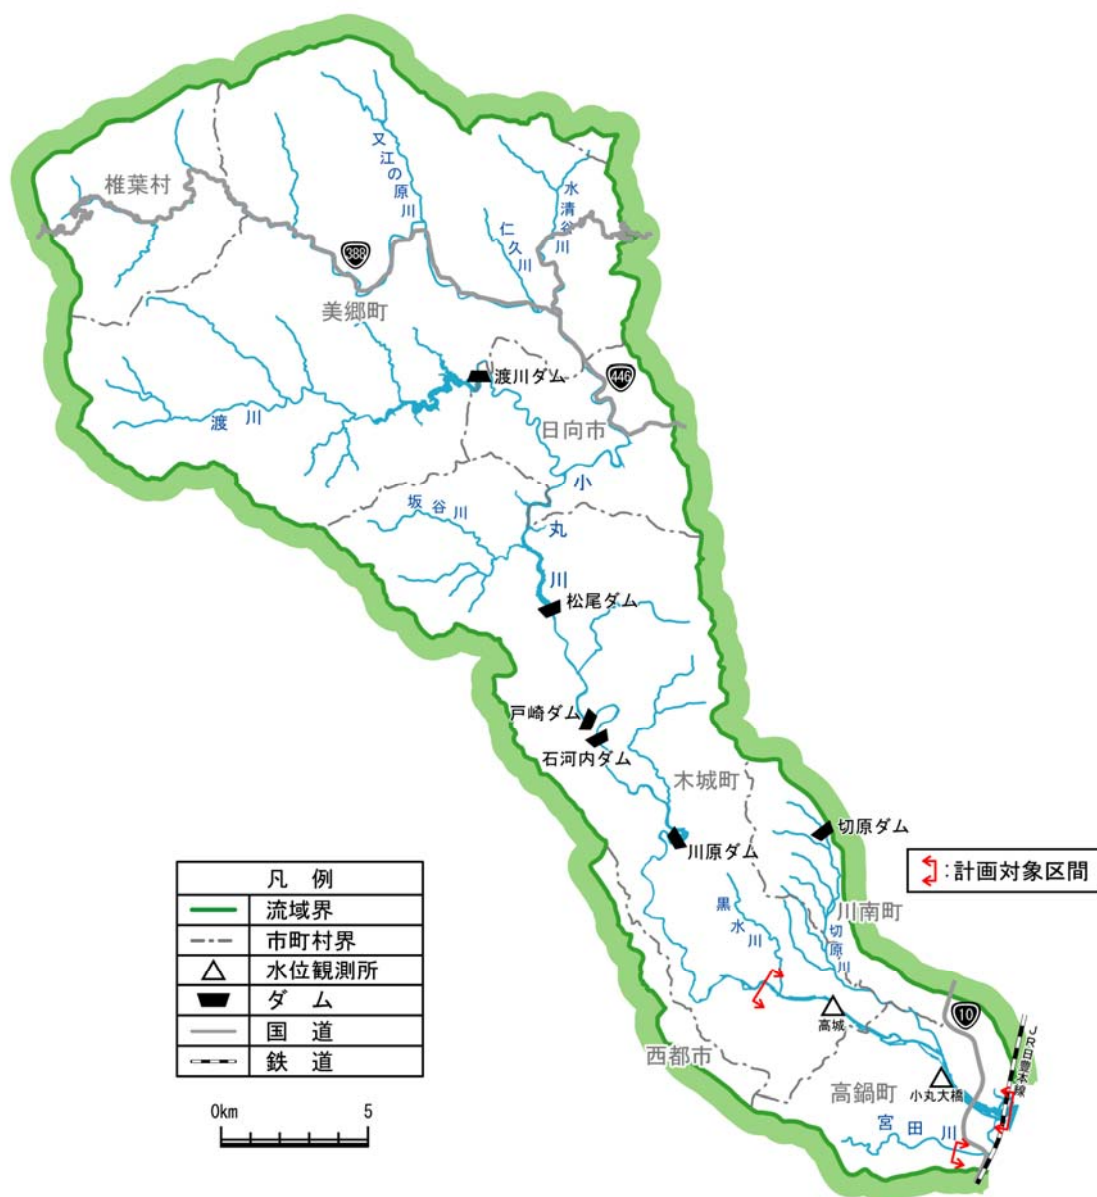 椎葉村
又江の原川
水清谷川
仁久川
388
美郷町
446
渡川ダム
日向市
渡川
小丸川
坂谷川
松尾ダム
戸崎ダム
石河内ダム
木城町
切原ダム
川原ダム
:計画対象区間
川南町
黒水川
切原川
凡例
流域界
市町村界
水位観測所
ダム
国道
鉄道
10
高城
JR日豊本線
西都市
高鍋町
小丸大橋
宮田川
0km 5